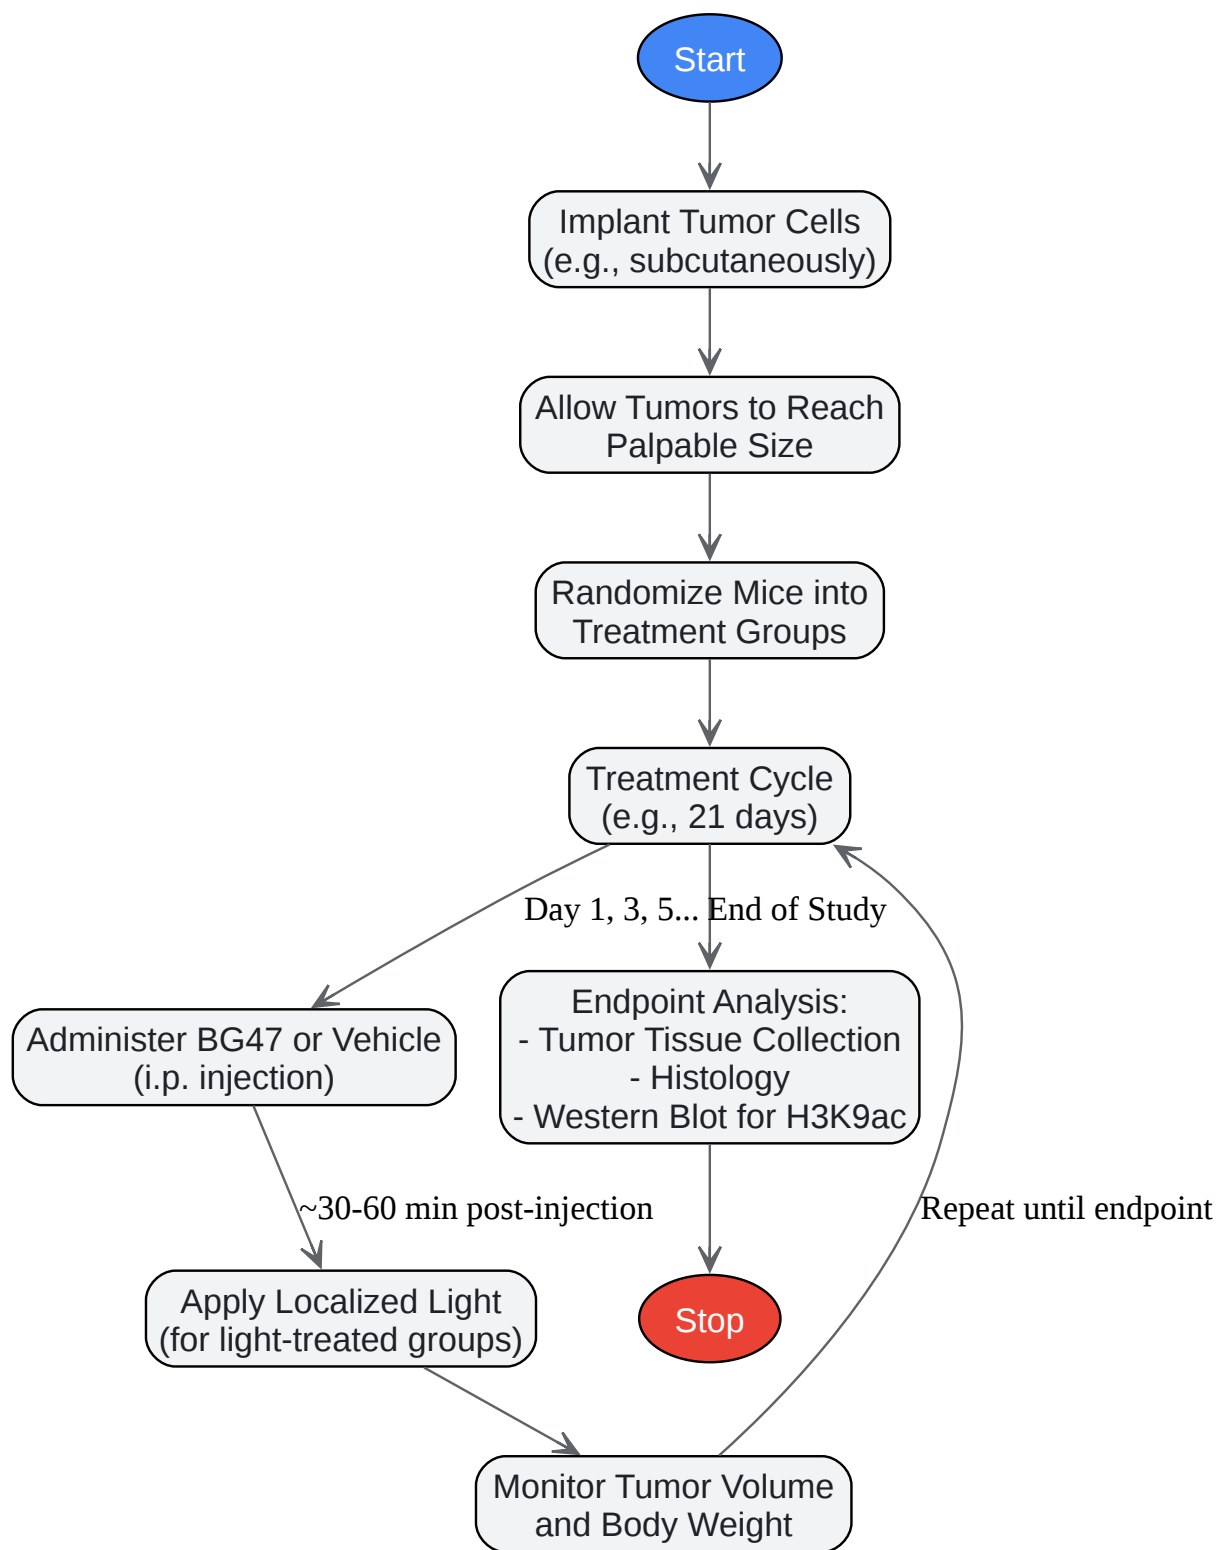 Start
Implant Tumor Cells
(e.g., subcutaneously)
Allow Tumors to Reach
Palpable Size
Randomize Mice into
Treatment Groups
Treatment Cycle
(e.g., 21 days)
Day 1, 3, 5...
End of Study
Administer BG47 or Vehicle
(i.p. injection)
Endpoint Analysis:
- Tumor Tissue Collection
- Histology
- Western Blot for H3K9ac
~30-60 min post-injection
Repeat until endpoint
Apply Localized Light
(for light-treated groups)
Stop
Monitor Tumor Volume
and Body Weight